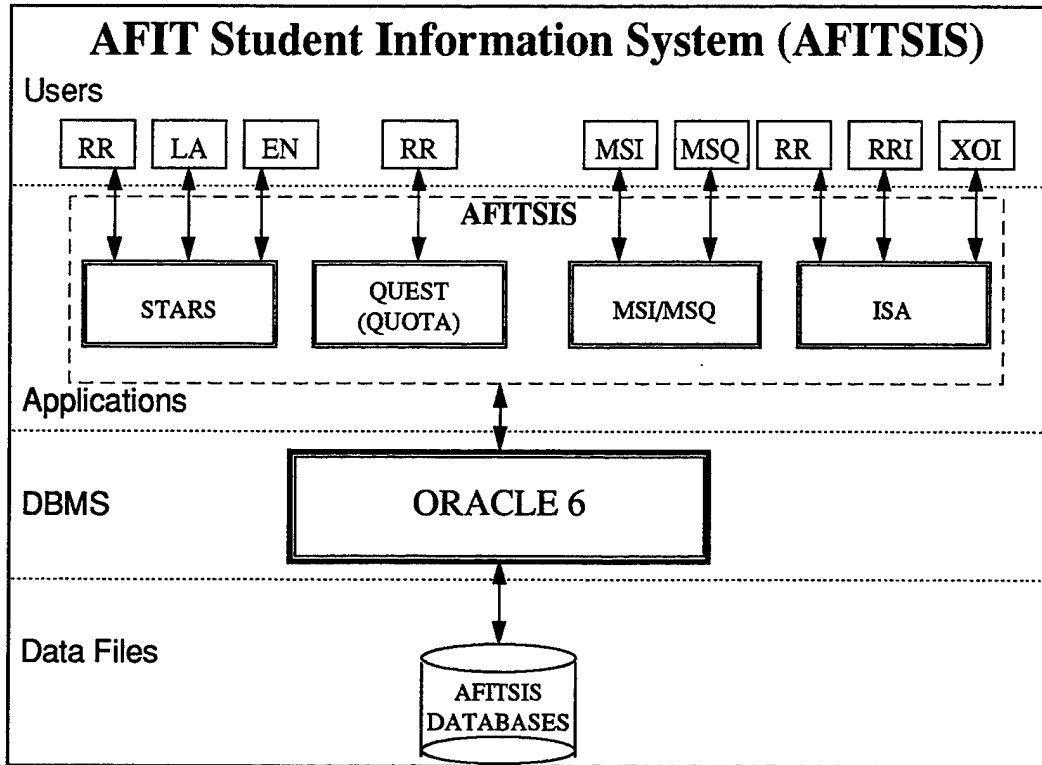 AFIT Student Information System (AFITSIS)
Users
RR LA EN RR MSI MSQ RR RRI XOI
AFITSIS
STARS
QUEST
(QUOTA)
MSI/MSQ
ISA
Applications
DBMS
ORACLE 6
Data Files
AFITSIS
DATABASES